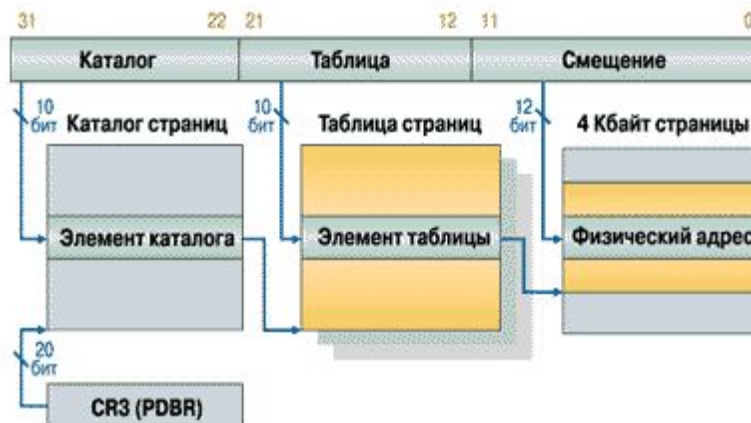 31 22 21 12 11 0
Каталог Таблица Смещение
10 бит 10 бит 12 бит
Каталог страниц Таблица страниц 4 Кбайт страницы
Элемент каталога Элемент таблицы Физический адрес
20 бит
CR3 (PDBR)